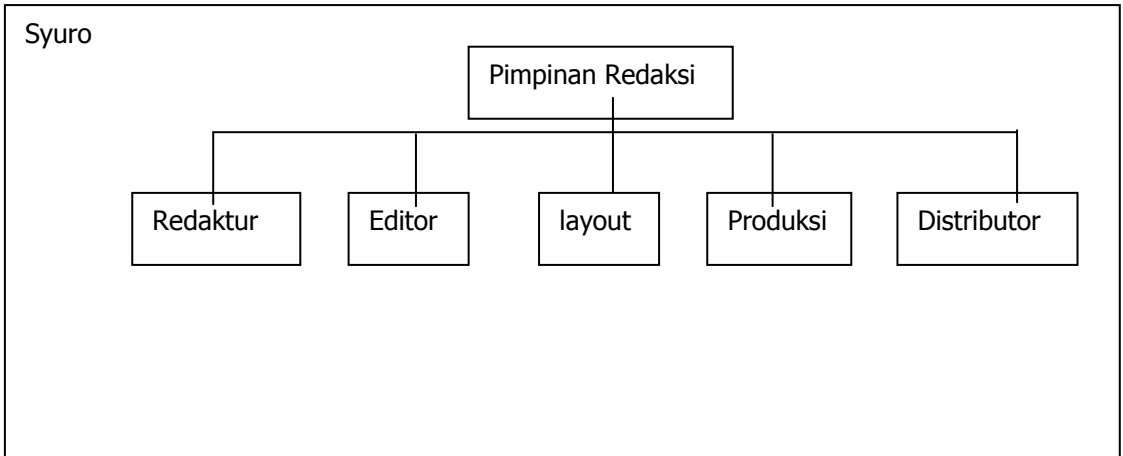 Syuro
Pimpinan Redaksi
Redaktur
Editor
layout
Produksi
Distributor